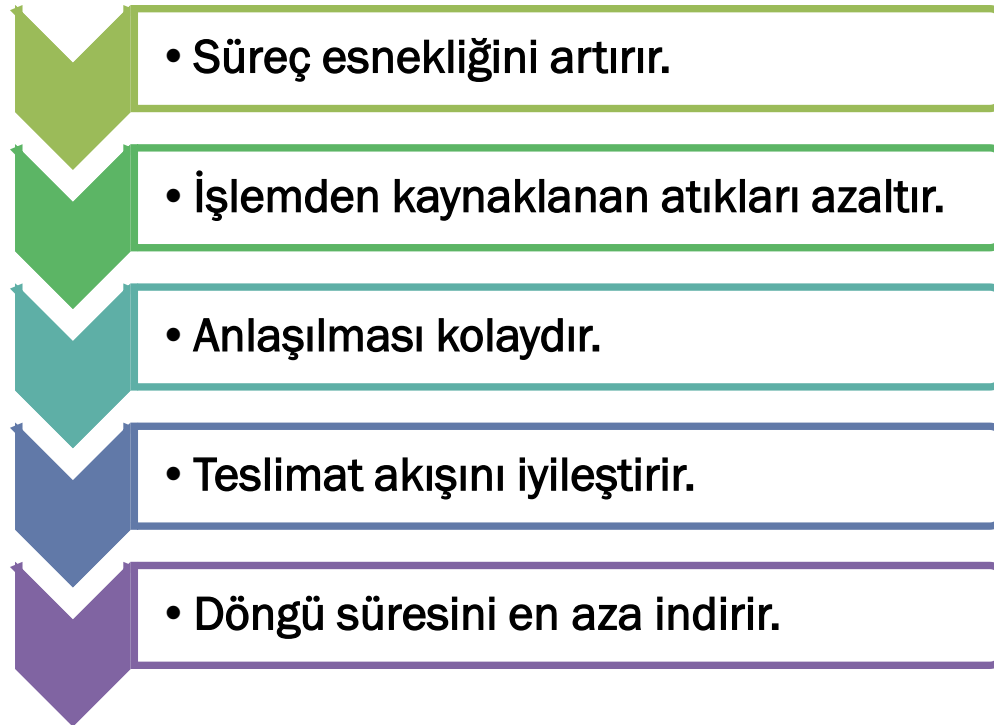 • Süreç esnekliğini artırır.
• İşlemden kaynaklanan atıkları azaltır.
• Anlaşılması kolaydır.
• Teslimat akışını iyileştirir.
• Döngü süresini en aza indirir.